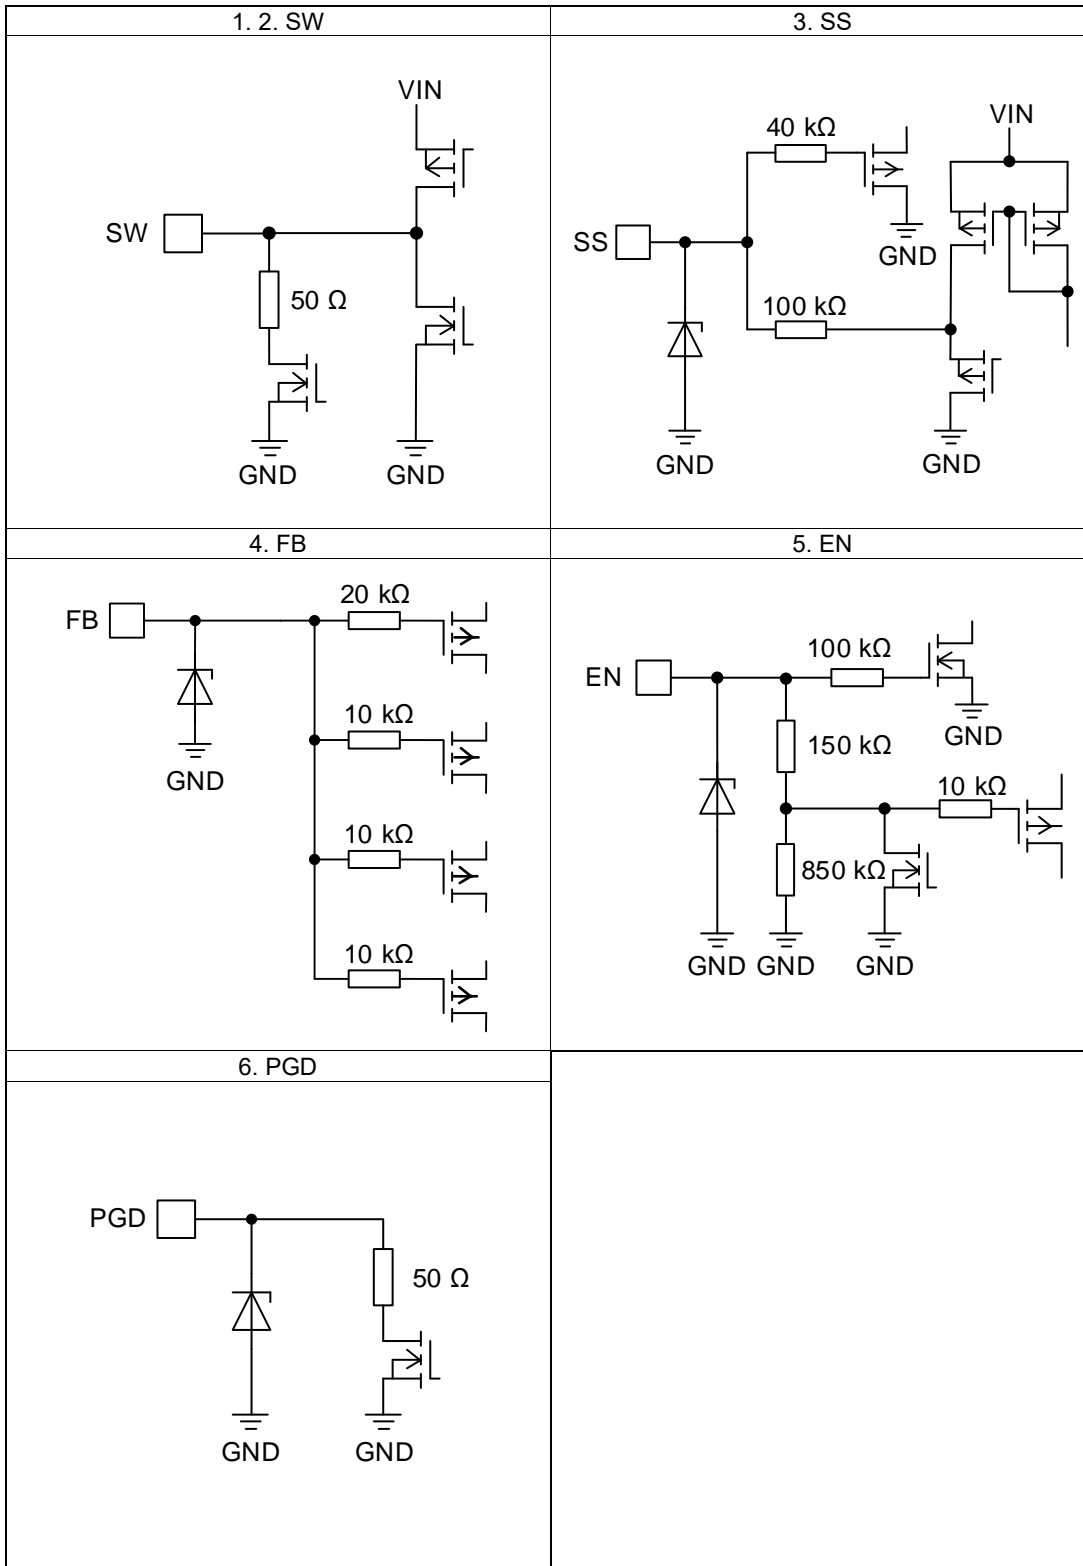 1. 2. SW
VIN
SW
50 Ω
GND
GND
3. SS
VIN
40 kΩ
SS
GND
100 kΩ
GND
GND
4. FB
20 kΩ
FB
10 kΩ
GND
10 kΩ
10 kΩ
5. EN
100 kΩ
EN
GND
150 kΩ
10 kΩ
850 kΩ
GND GND GND
6. PGD
PGD
50 Ω
GND GND